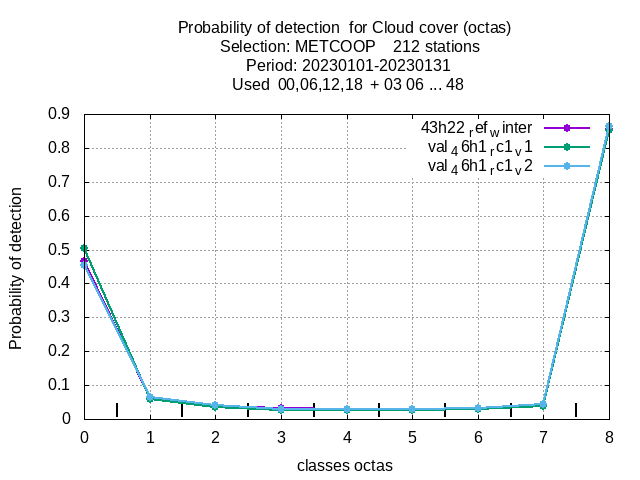 Probability of detection  for Cloud cover (octas)
Selection: METCOOP    212 stations
Period: 20230101-20230131
Used  00,06,12,18  + 03 06 ... 48
0.9
0.8
0.7
0.6
0.5
0.4
0.3
0.2
0.1
0
Probability of detection
43h22_ref_winter
val_46h1_rc1_v1
val_46h1_rc1_v2
0 1 2 3 4 5 6 7 8
classes octas